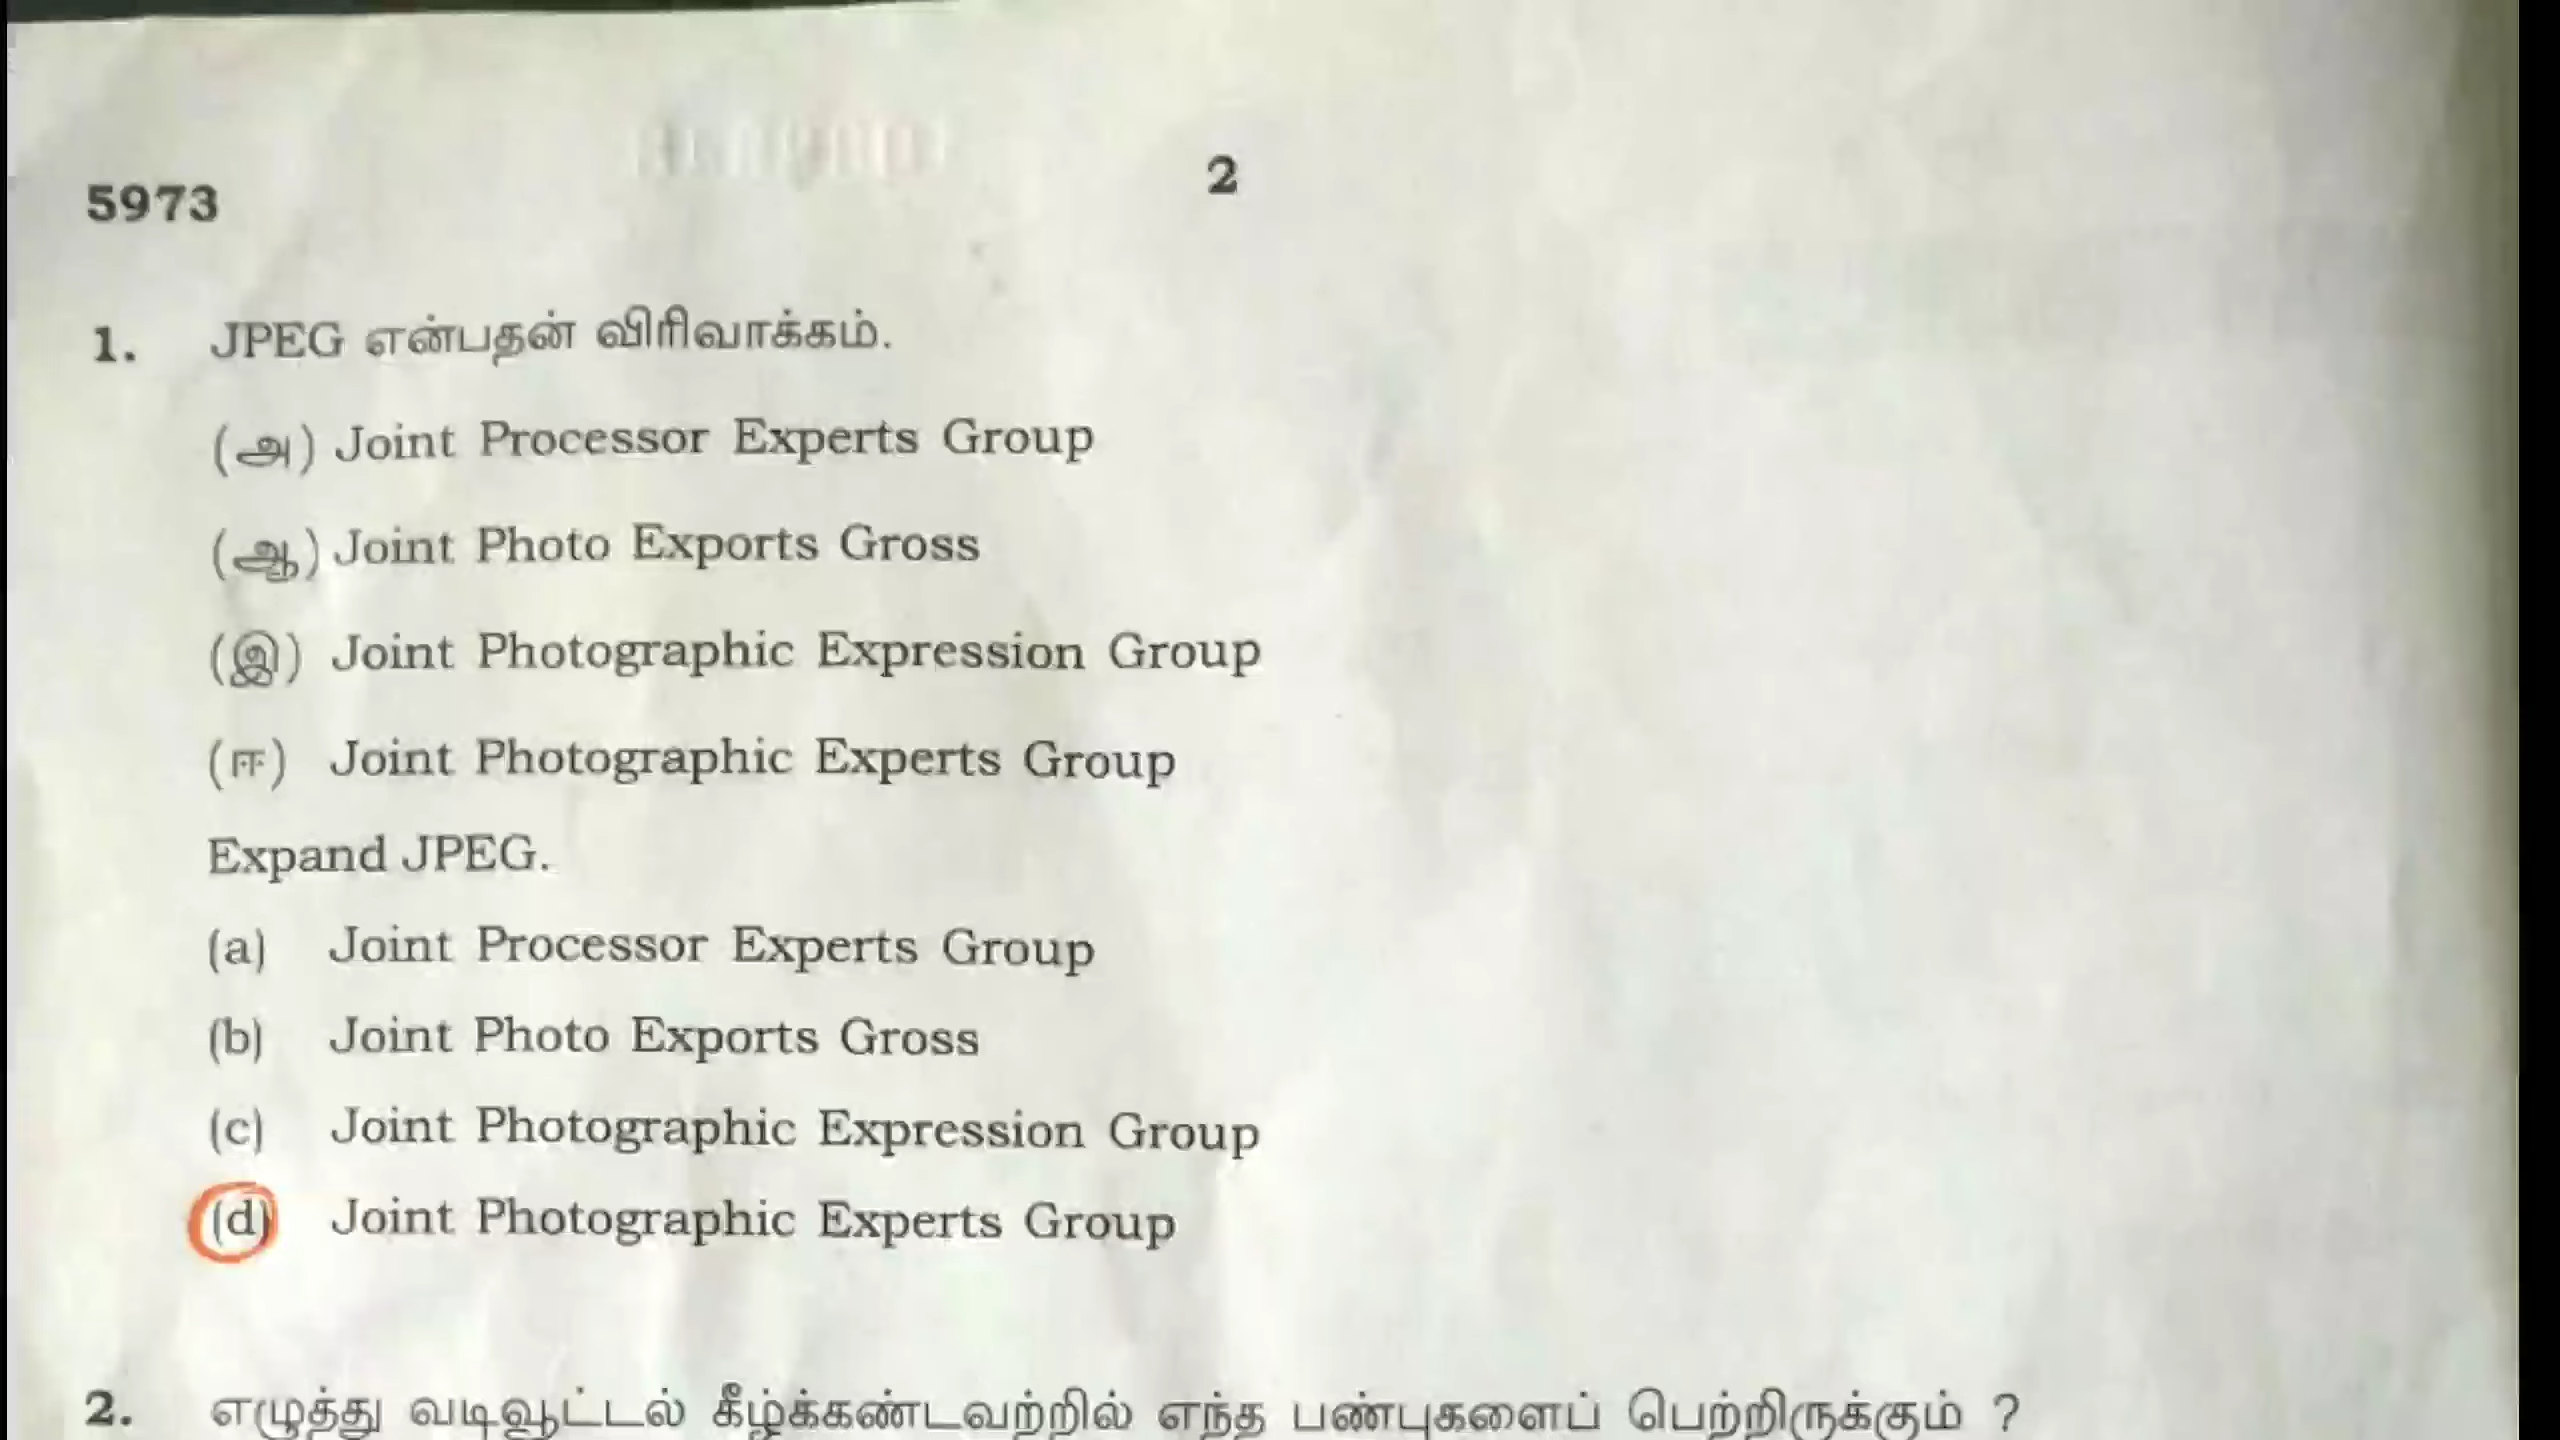 2
5973
1. JPEG என்பதன் விரிவாக்கம்.
(அ) Joint Processor Experts Group
(ஆ) Joint Photo Exports Gross
(இ) Joint Photographic Expression Group
(ஈ) Joint Photographic Experts Group
Expand JPEG.
(a) Joint Processor Experts Group
(b) Joint Photo Exports Gross
(c) Joint Photographic Expression Group
(d) Joint Photographic Experts Group
2. எழுத்து வடிவூட்டல் கீழ்க்கண்டவற்றில் எந்த பண்புகளைப் பெற்றிருக்கும் ?